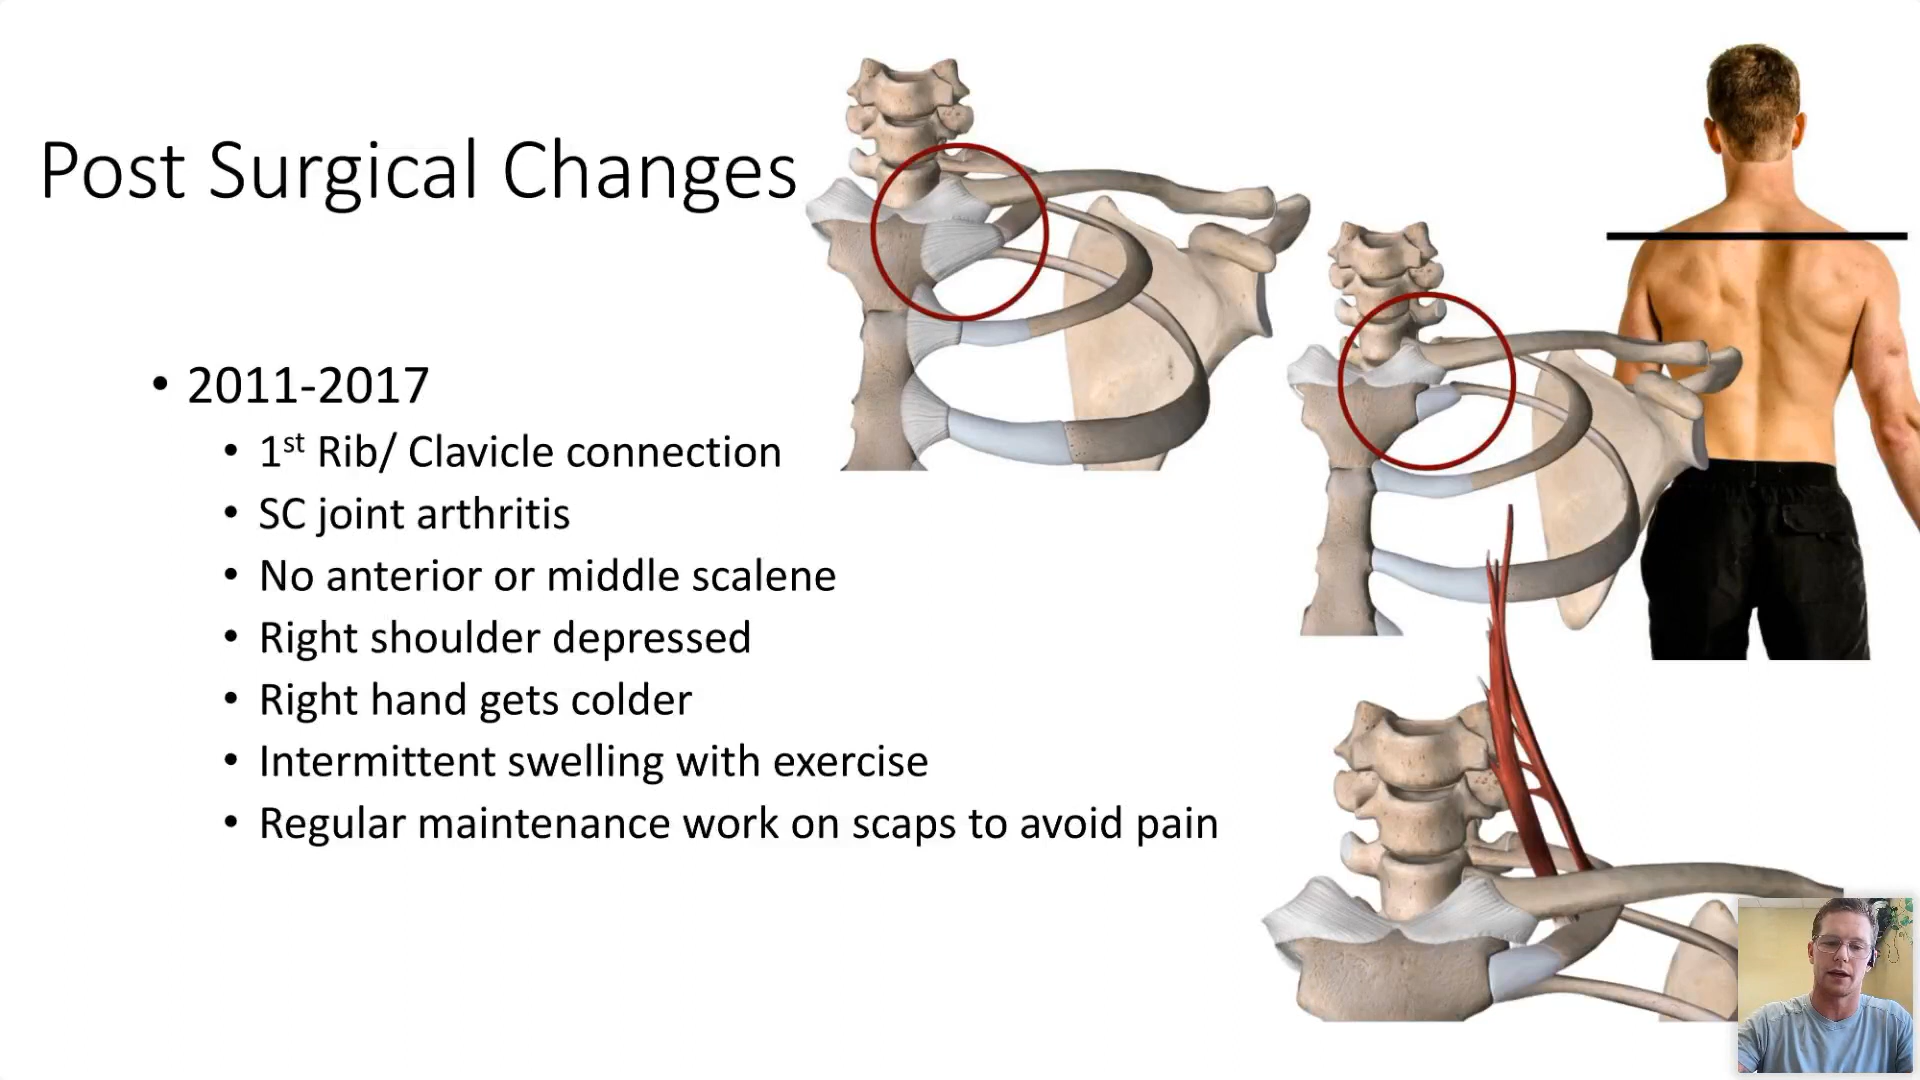 Post Surgical Changes
• 2011-2017
• 1st Rib/ Clavicle connection
• SC joint arthritis
• No anterior or middle scalene
• Right shoulder depressed
• Right hand gets colder
• Intermittent swelling with exercise
• Regular maintenance work on scaps to avoid pain